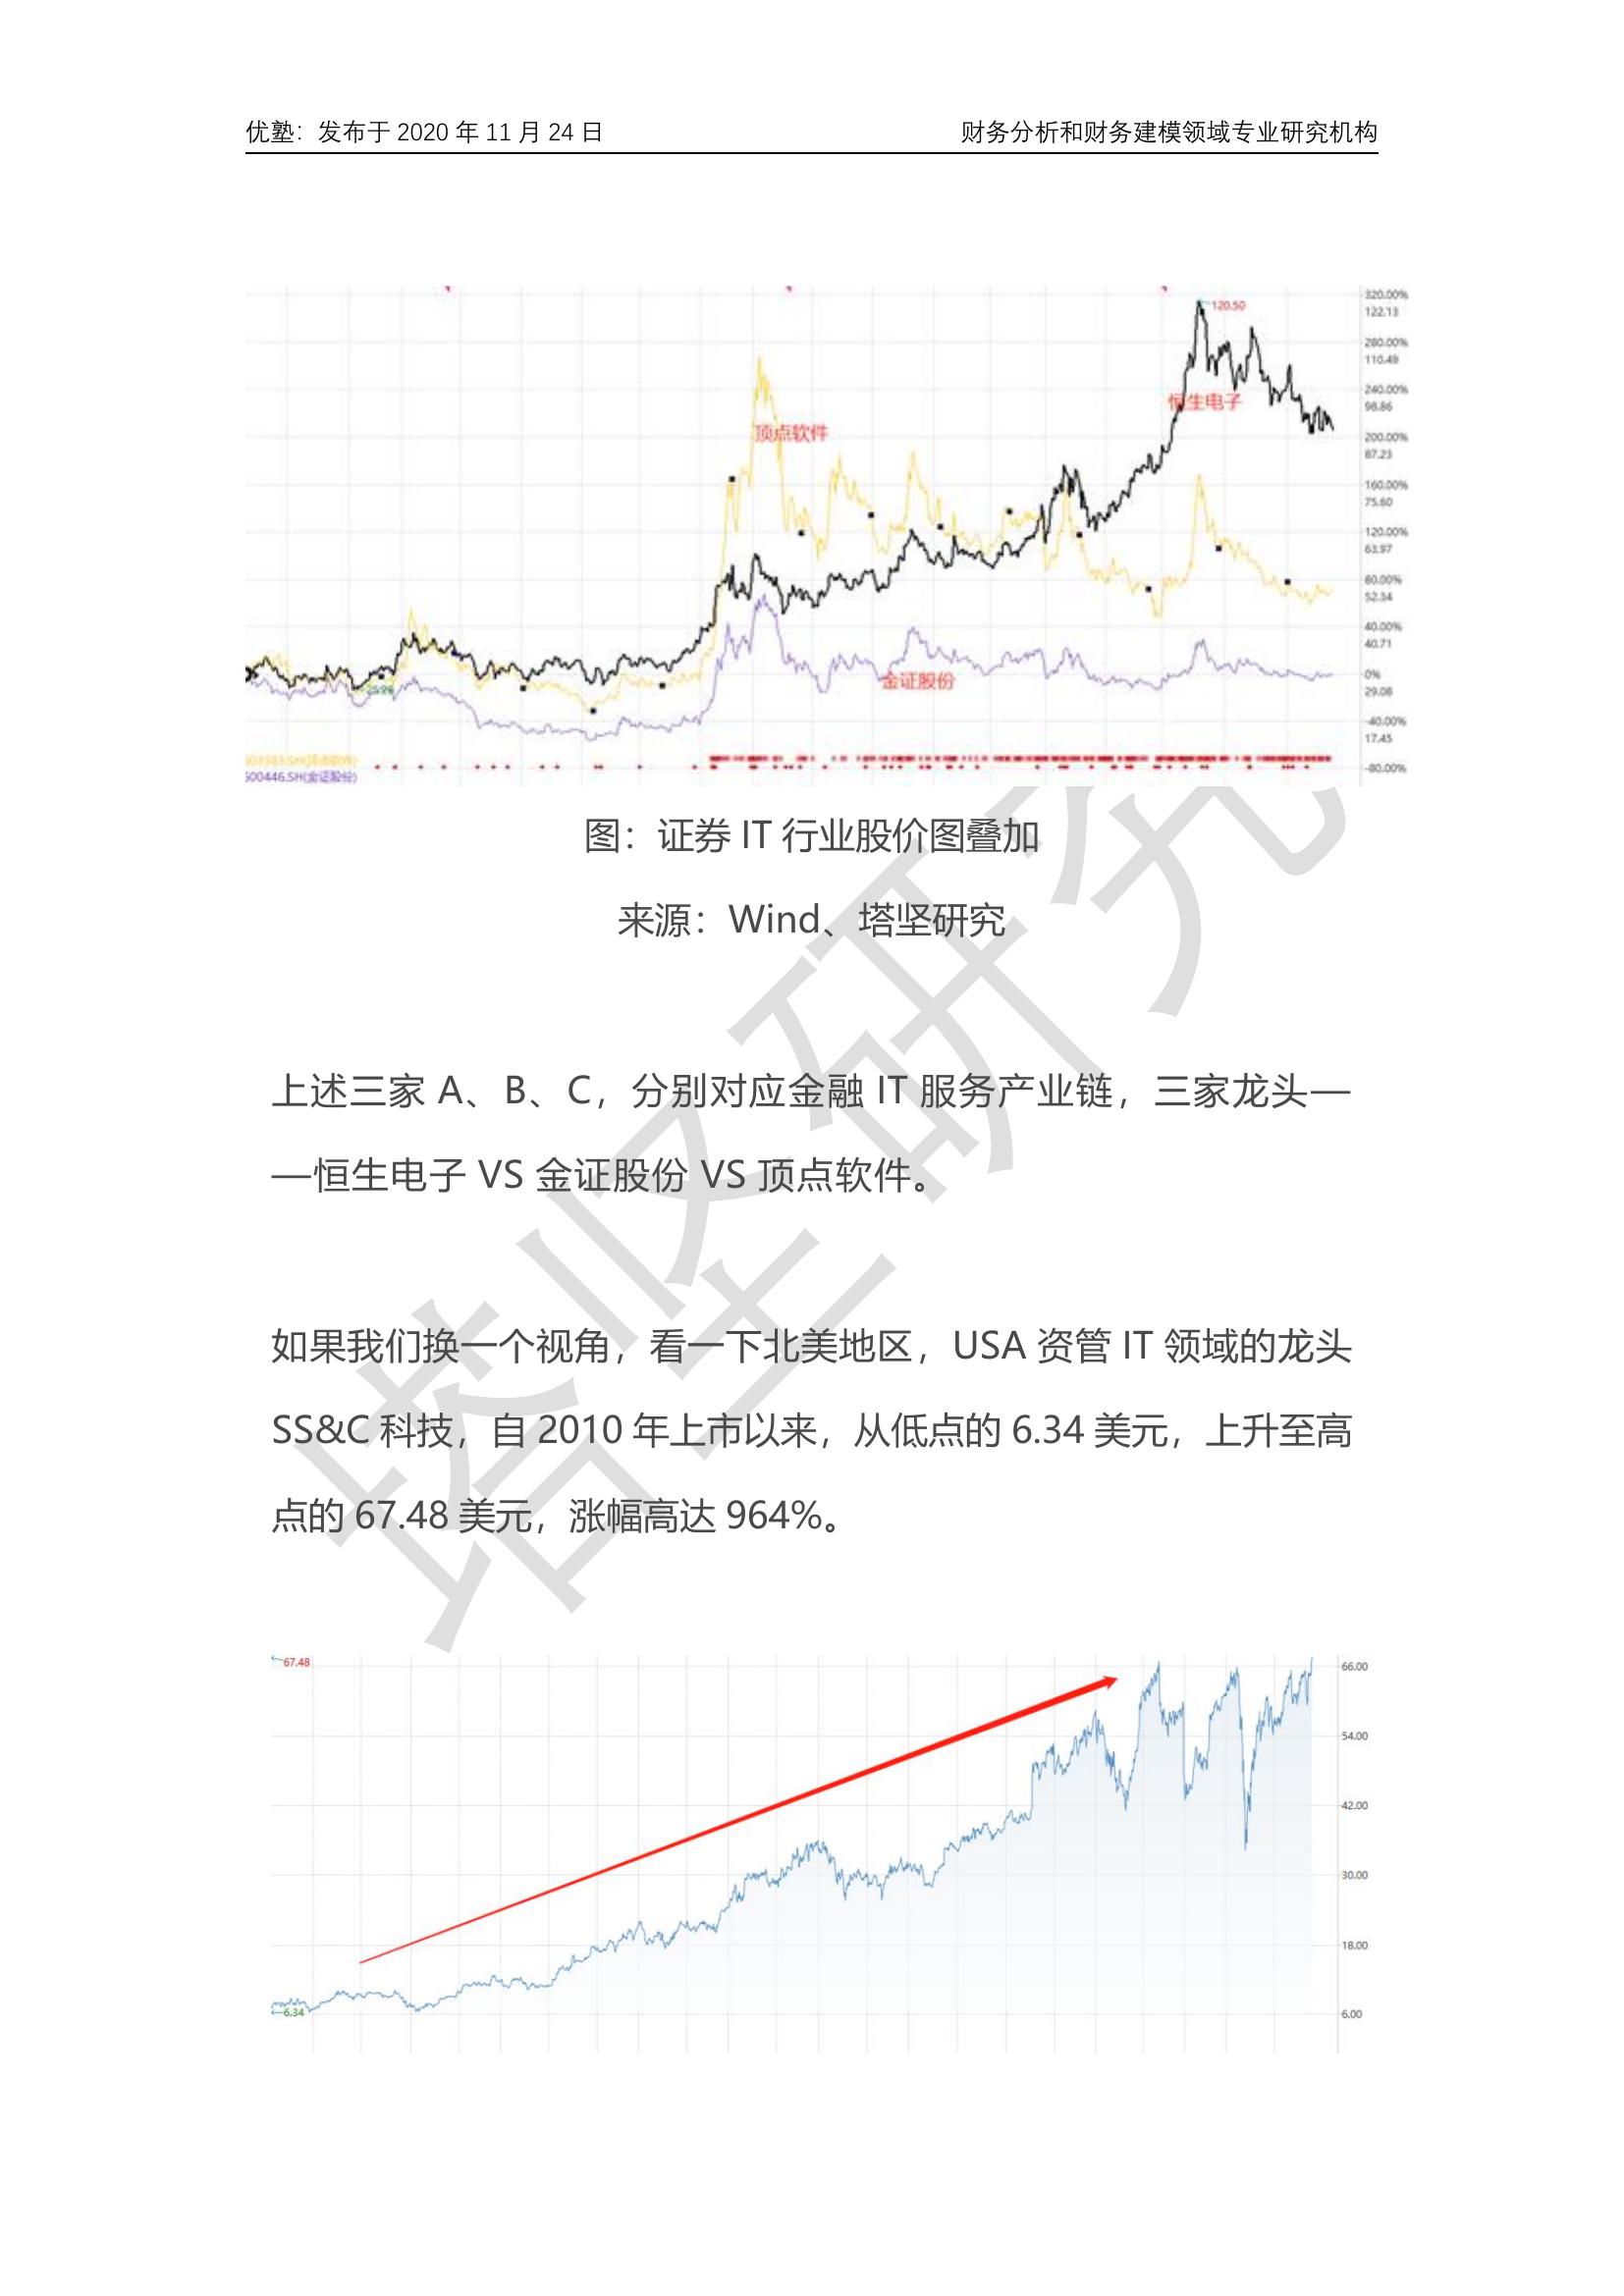 优塾：发布于 2020 年 11 月 24 日 财务分析和财务建模领域专业研究机构
320.00%
120.50
122.13
280.00%
110.49
240.00%
恒生电子
98.86
顶点软件
200.00%
87.23
160.00%
75.60
120.00%
63.97
80.00%
52.34
40.00%
40.71
0%
金证股份
29.08
-40.00%
17.45
(顶点软件)
600446.SH(金证股份)
-80.00%
图：证券 IT 行业股价图叠加
来源：Wind、塔坚研究
上述三家 A、B、C，分别对应金融 IT 服务产业链，三家龙头—
—恒生电子 VS 金证股份 VS 顶点软件。
如果我们换一个视角，看一下北美地区，USA 资管 IT 领域的龙头
SS&C 科技，自 2010 年上市以来，从低点的 6.34 美元，上升至高
点的 67.48 美元，涨幅高达 964%。
塔坚研究
67.48
66.00
54.00
42.00
30.00
18.00
6.34
6.00